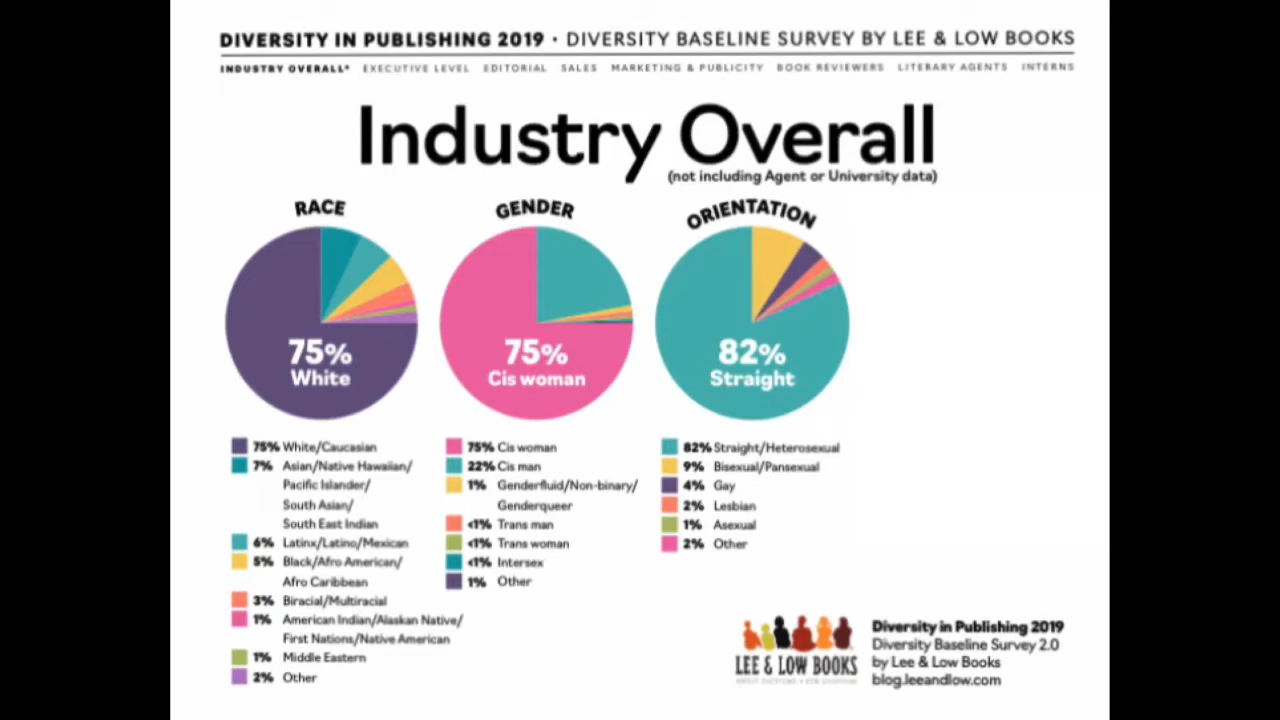 DIVERSITY IN PUBLISHING 2019 · DIVERSITY BASELINE SURVEY BY LEE & LOW BOOKS
INDUSTRY OVERALL* EXECUTIVE LEVEL EDITORIAL SALES MARKETING & PUBLICITY BOOK REVIEWERS LITERARY AGENTS INTERNS
Industry Overall
(not including Agent or University data)
RACE
75%
White
75% White/Caucasian
7% Asian/Native Hawaiian/
Pacific Islander/
South Asian/
South East Indian
6% Latinx/Latino/Mexican
5% Black/Afro American/
Afro Caribbean
3% Biracial/Multiracial
1% American Indian/Alaskan Native/
First Nations/Native American
1% Middle Eastern
2% Other
GENDER
75%
Cis woman
75% Cis woman
22% Cis man
1% Genderfluid/Non-binary/
Genderqueer
<1% Trans man
<1% Trans woman
<1% Intersex
1% Other
ORIENTATION
82%
Straight
82% Straight/Heterosexual
9% Bisexual/Pansexual
4% Gay
2% Lesbian
1% Asexual
2% Other
LEE & LOW BOOKS
Diversity in Publishing 2019
Diversity Baseline Survey 2.0
by Lee & Low Books
blog.leeandlow.com